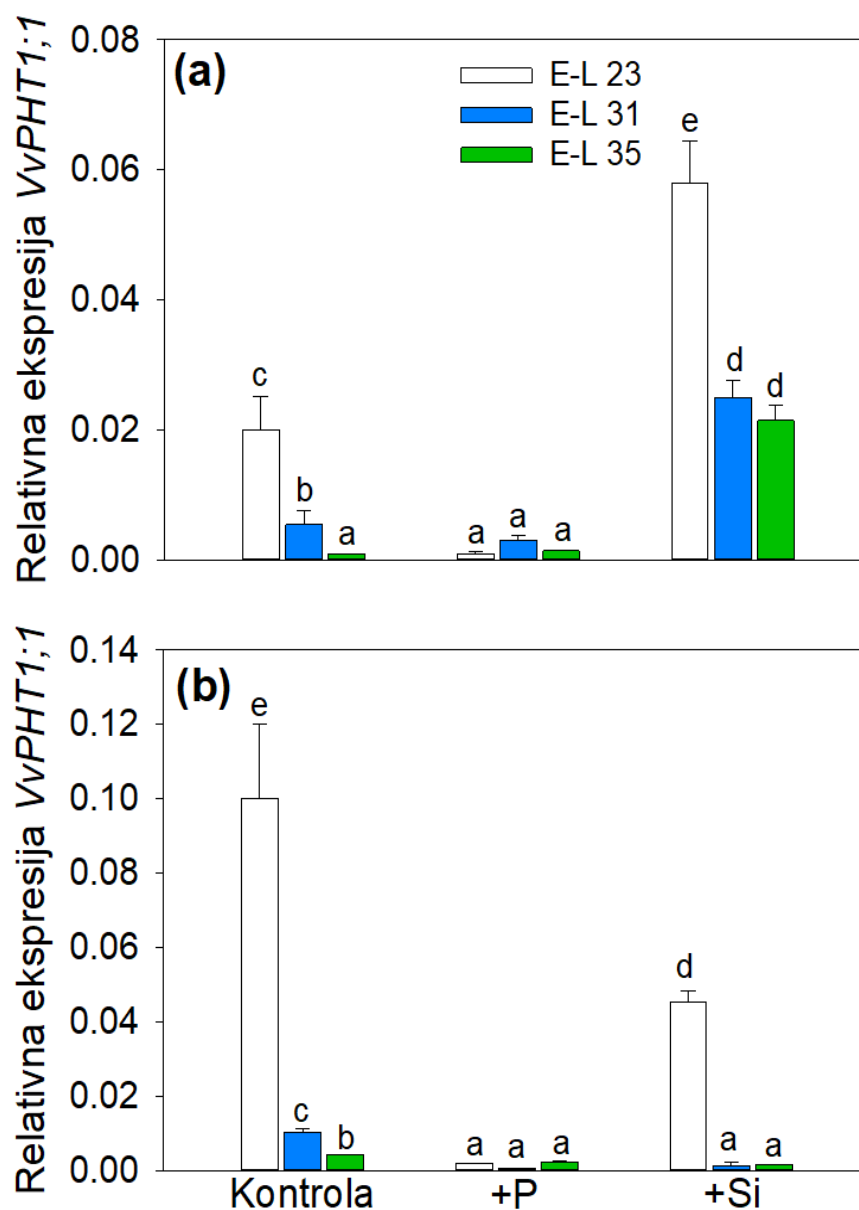 Relativna ekspresija VvPHT1;1
0.08
0.06
0.04
0.02
0.00
(a)
E-L 23
E-L 31
E-L 35
c
b
a
a
a
a
e
d
d
Relativna ekspresija VvPHT1;1
0.14
0.12
0.10
0.08
0.06
0.04
0.02
0.00
(b)
e
c
b
a
a
a
d
a
a
Kontrola +P +Si